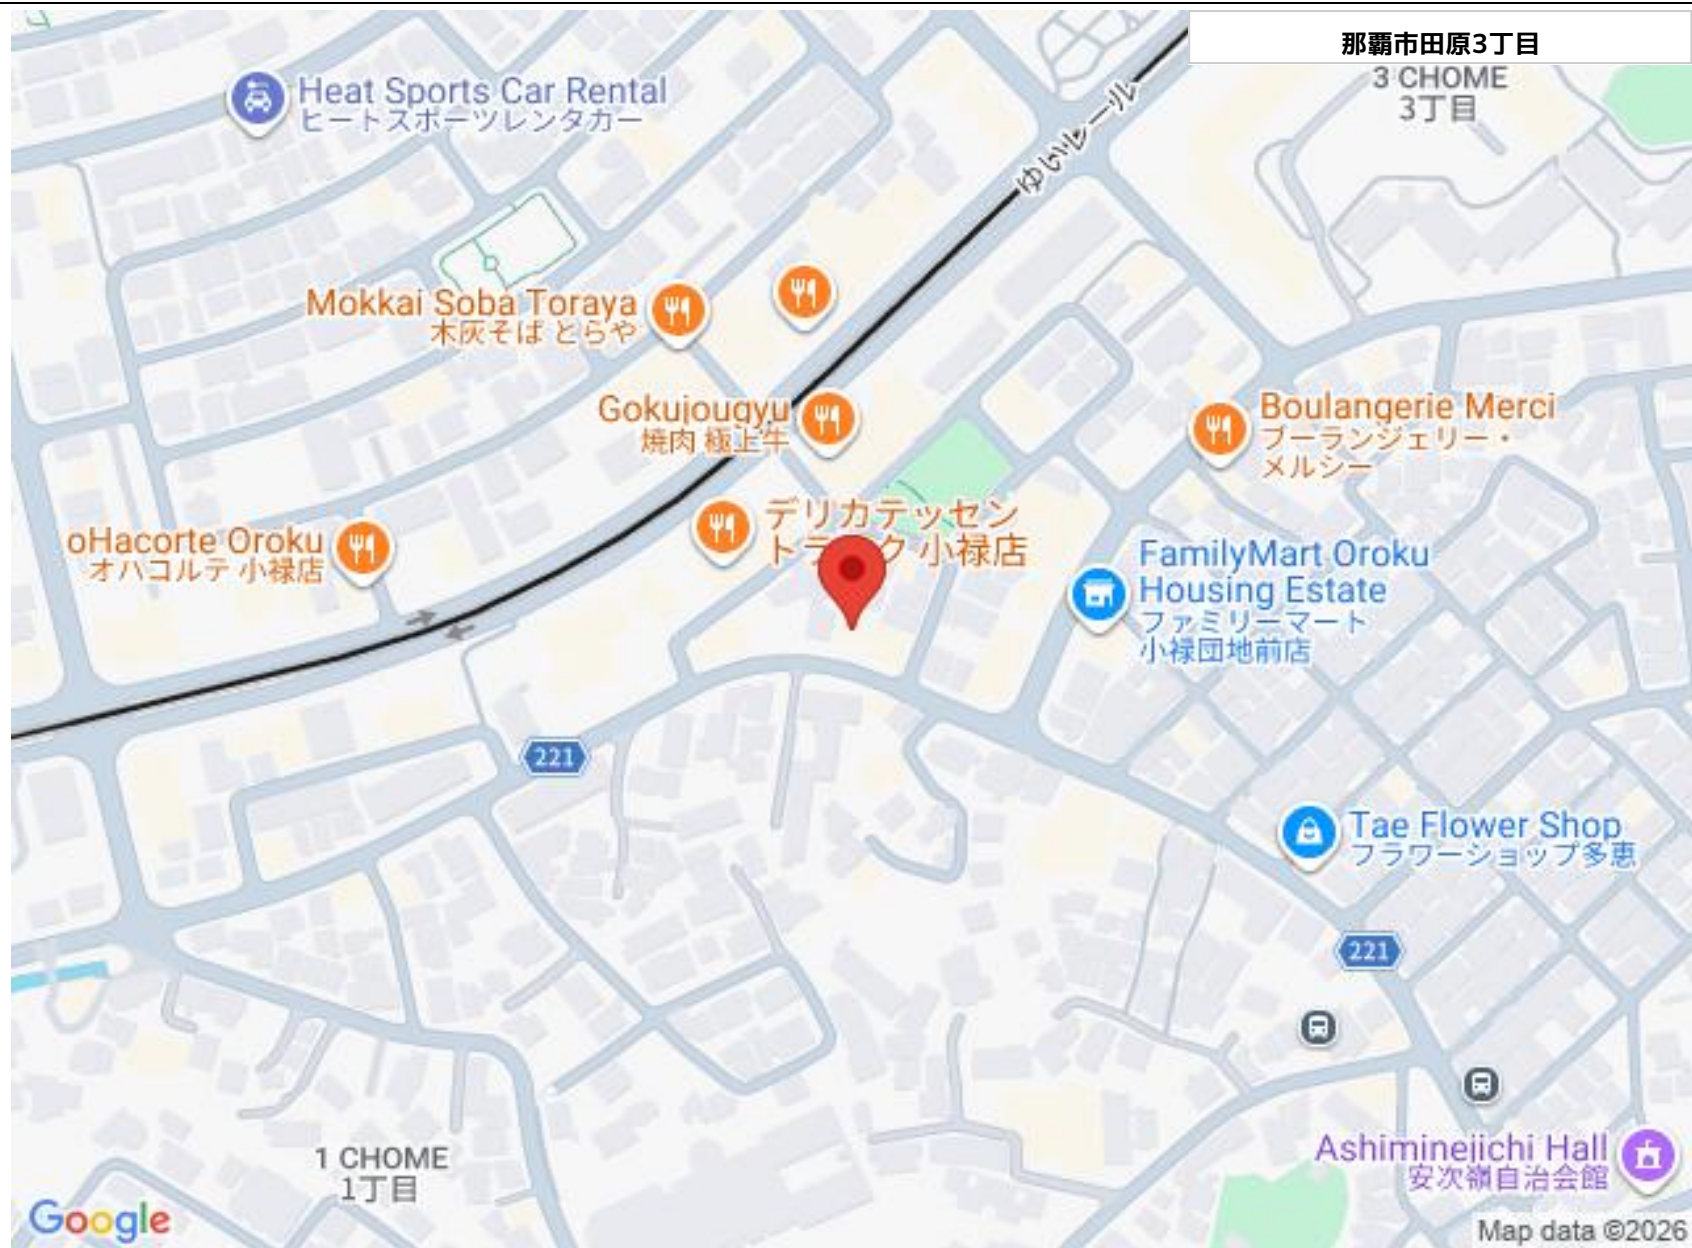 那覇市田原3丁目
3 CHOME
3丁目
Heat Sports Car Rental
ヒートスポーツレンタカー
ゆいレール
Mokkai Soba Toraya
木灰そば とらや
Gokujougyu
焼肉 極上牛
Boulangerie Merci
ブーランジェリー・
メルシー
oHacorte Oroku
オハコルテ 小禄店
デリカテッセン
ト ク 小禄店
FamilyMart Oroku
Housing Estate
ファミリーマート
小禄団地前店
221
Tae Flower Shop
フラワーショップ多恵
221
1 CHOME
1丁目
Ashiminejichi Hall
安次嶺自治会館
Google
Map data ©2026